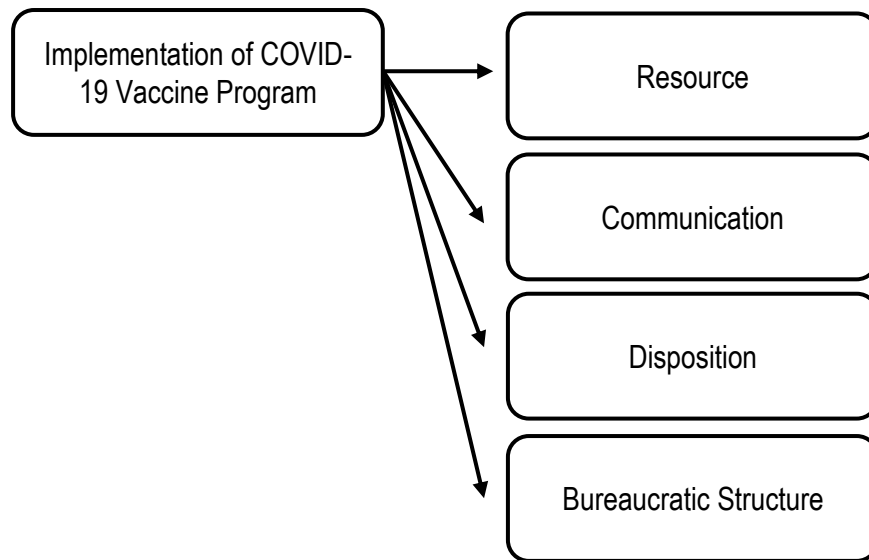 Implementation of COVID-
19 Vaccine Program
Resource
Communication
Disposition
Bureaucratic Structure